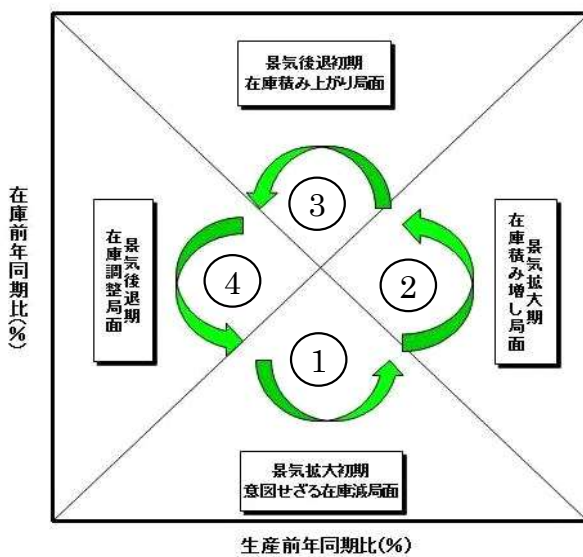 景気後退初期
在庫積み上がり局面
③
在庫前年同期比(%)
景気後退期
在庫調整局面
④
②
景気拡大期
在庫積み増し局面
①
景気拡大初期
意図せざる在庫減局面
生産前年同期比(%)